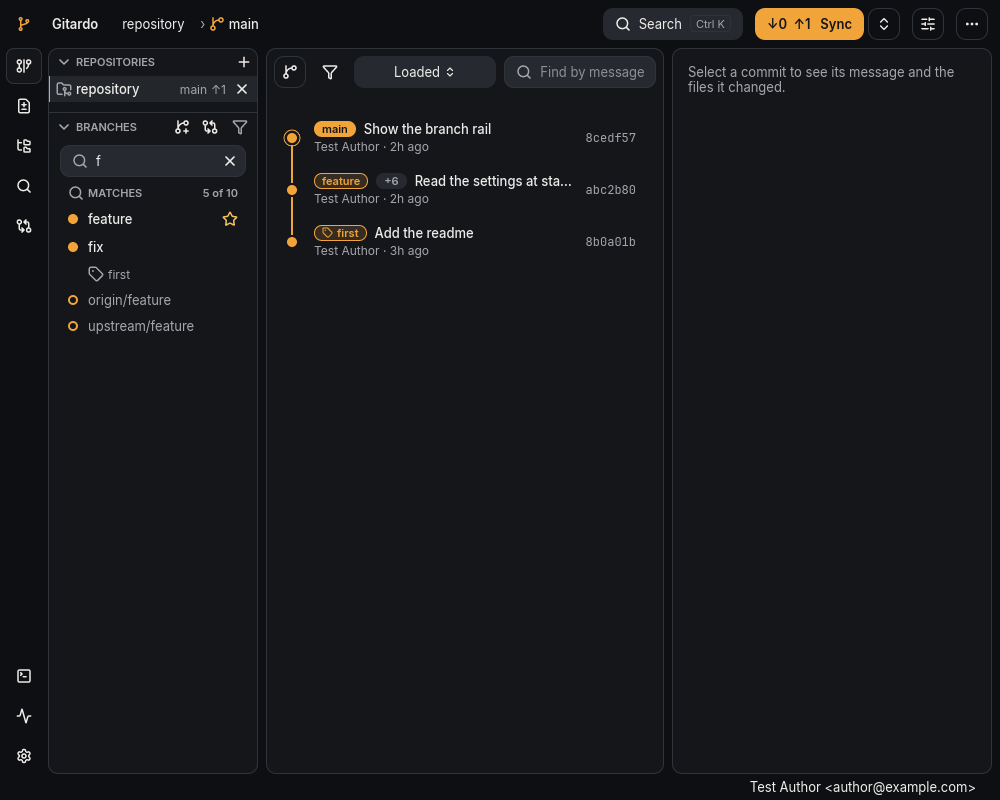 Gitardo repository › main Search Ctrl K ↓0 ↑1 Sync
REPOSITORIES
repository main ↑1
BRANCHES
f
MATCHES 5 of 10
feature
fix
first
origin/feature
upstream/feature
Loaded Find by message
main Show the branch rail
Test Author · 2h ago 8cedf57
feature +6 Read the settings at sta...
Test Author · 2h ago abc2b80
first Add the readme
Test Author · 3h ago 8b0a01b
Select a commit to see its message and the
files it changed.
Test Author <author@example.com>